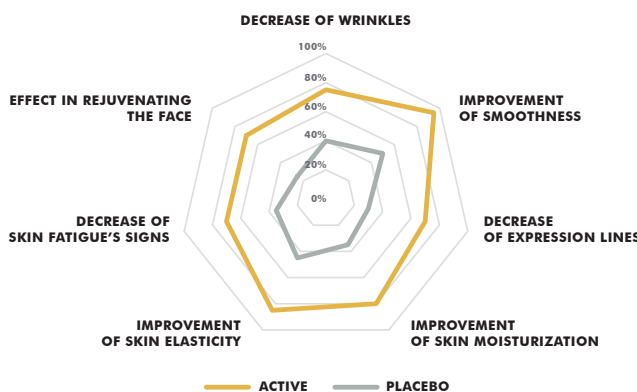 DECREASE OF WRINKLES
100%
80%
60%
40%
20%
0%
EFFECT IN REJUVENATING
THE FACE
IMPROVEMENT
OF SMOOTHNESS
DECREASE OF
SKIN FATIGUE'S SIGNS
DECREASE
OF EXPRESSION LINES
IMPROVEMENT
OF SKIN ELASTICITY
IMPROVEMENT
OF SKIN MOISTURIZATION
ACTIVE
PLACEBO